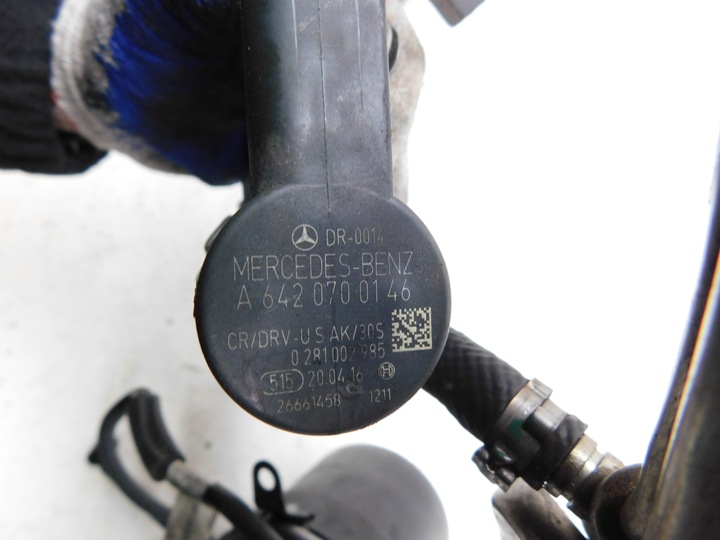 DR-0014
MERCEDES-BENZ
A 642 070 01 46
CR/DRV-U S AK/30S
0 281 002 985
515 20.04.16
26661458 1211